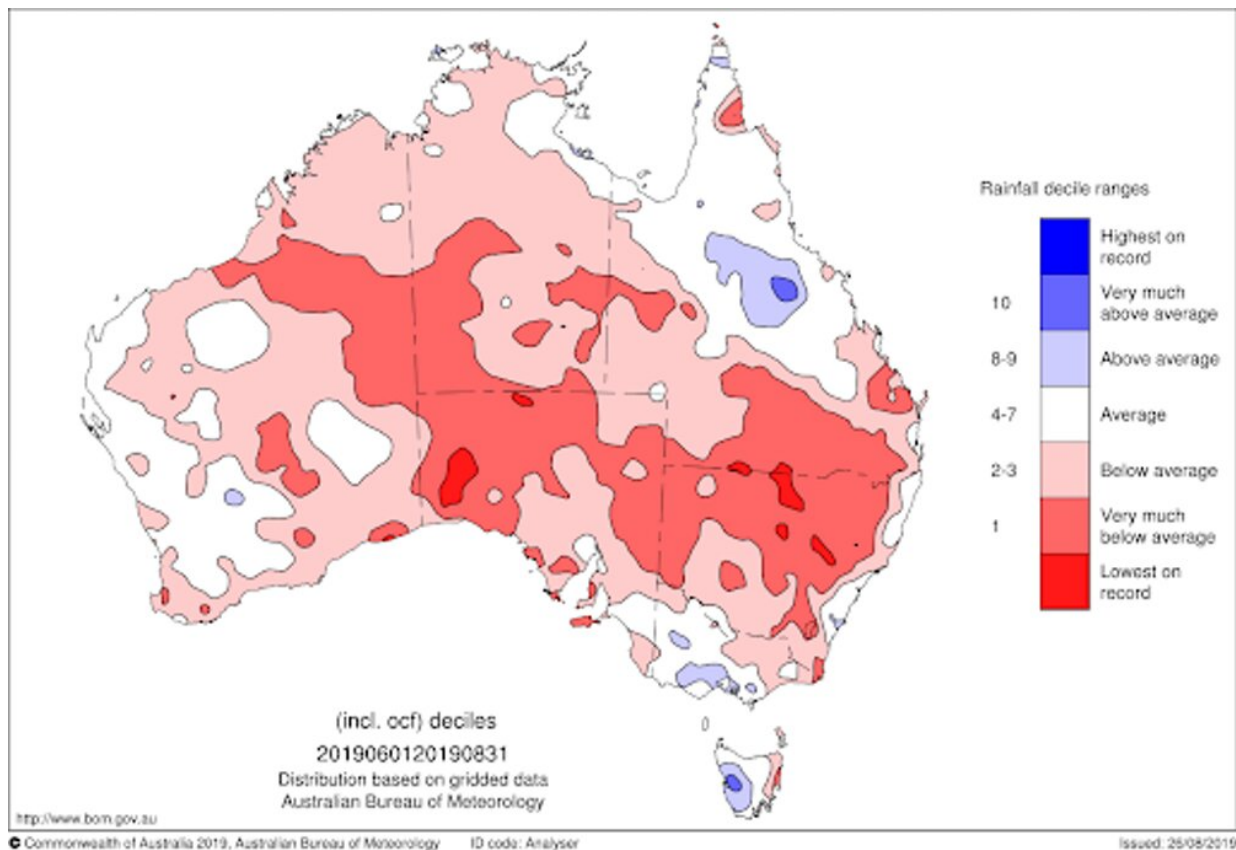 Rainfall decile ranges
Highest on
record
10
Very much
above average
8-9
Above average
4-7
Average
2-3
Below average
1
Very much
below average
Lowest on
record
(incl. ocf) deciles
2019060120190831
Distribution based on gridded data
Australian Bureau of Meteorology
http://www.bom.gov.au
© Commonwealth of Australia 2019, Australian Bureau of Meteorology ID code: Analyser Issued: 26/08/2019